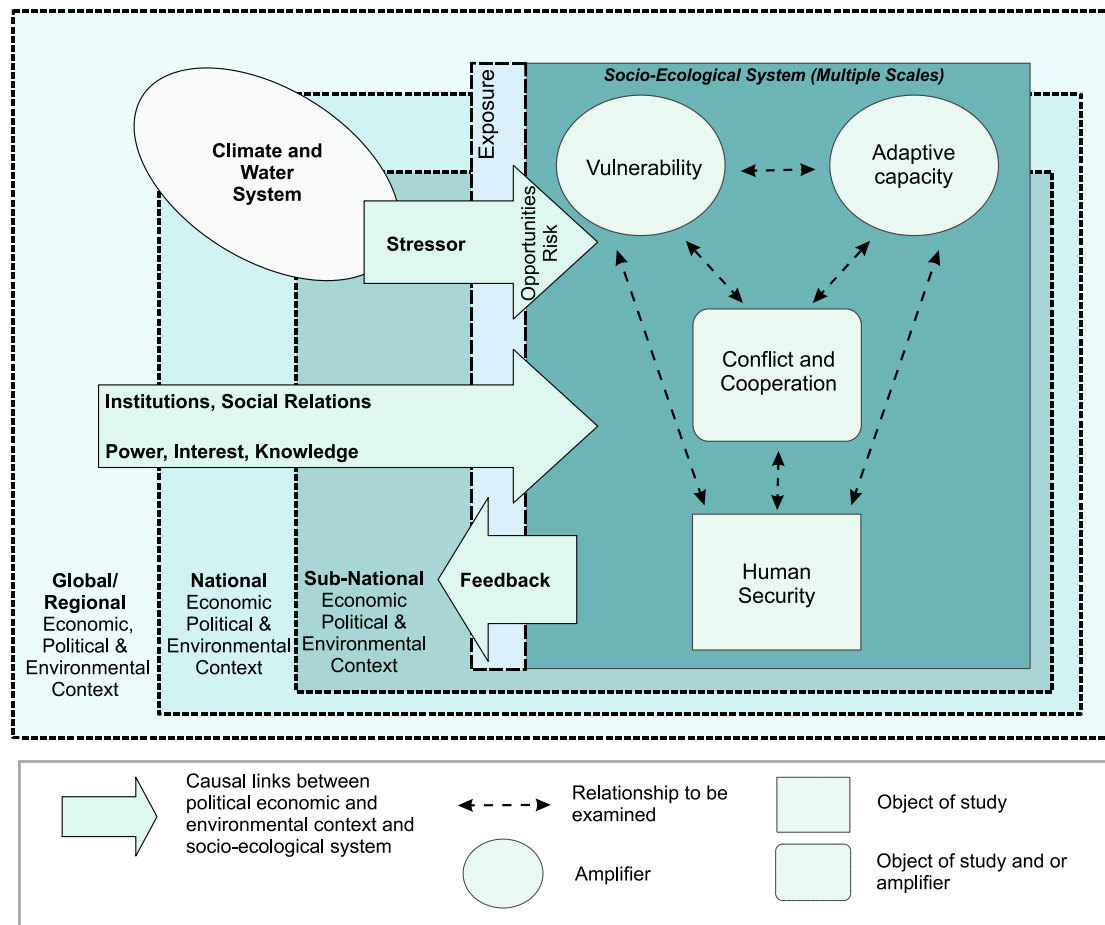 Socio-Ecological System (Multiple Scales)
Exposure
Climate and
Water
System
Vulnerability
Adaptive
capacity
Stressor
Opportunities
Risk
Conflict and
Cooperation
Institutions, Social Relations
Power, Interest, Knowledge
Feedback
Human
Security
Global/
Regional
Economic,
Political &
Environmental
Context
National
Economic
Political &
Environmental
Context
Sub-National
Economic
Political &
Environmental
Context
Causal links between
political economic and
environmental context and
socio-ecological system
Relationship to be
examined
Amplifier
Object of study
Object of study and or
amplifier